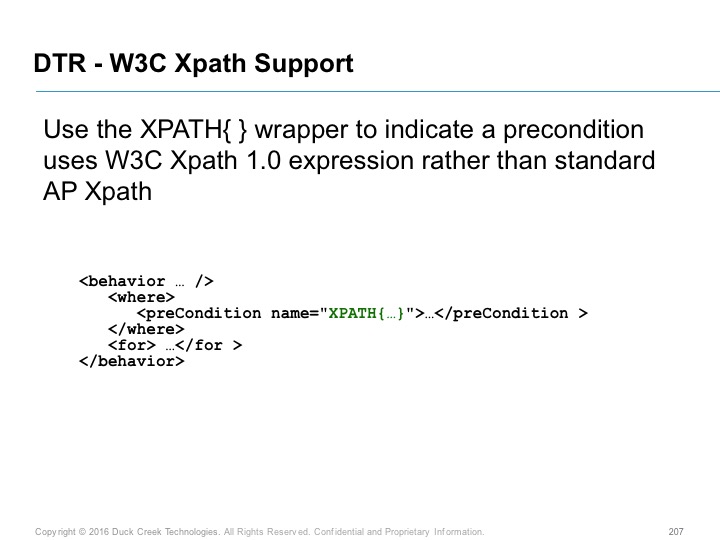 DTR - W3C Xpath Support
Use the XPATH{ } wrapper to indicate a precondition
uses W3C Xpath 1.0 expression rather than standard
AP Xpath
<behavior … />
<where>
<preCondition name="XPATH{…}">…</preCondition >
</where>
<for> …</for >
</behavior>
Copyright © 2016 Duck Creek Technologies. All Rights Reserved. Confidential and Proprietary Information.
207